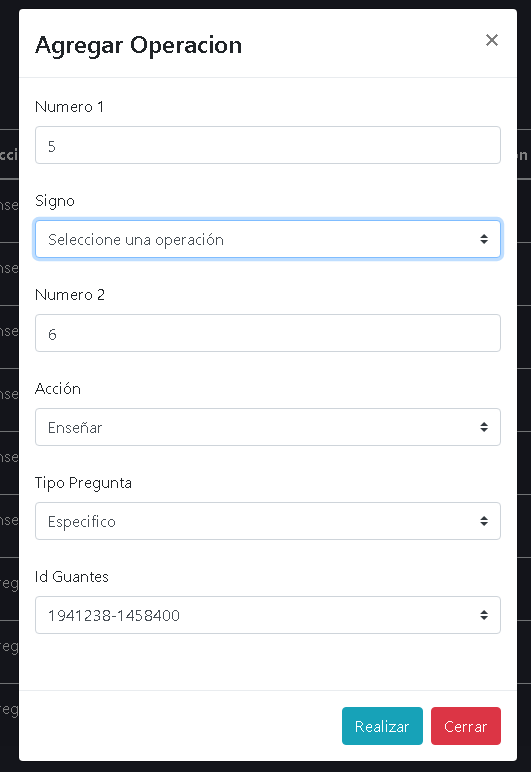 Agregar Operacion
×
Numero 1
5
Signo
Seleccione una operación
Numero 2
6
Acción
Enseñar
Tipo Pregunta
Especifico
Id Guantes
1941238-1458400
Realizar
Cerrar